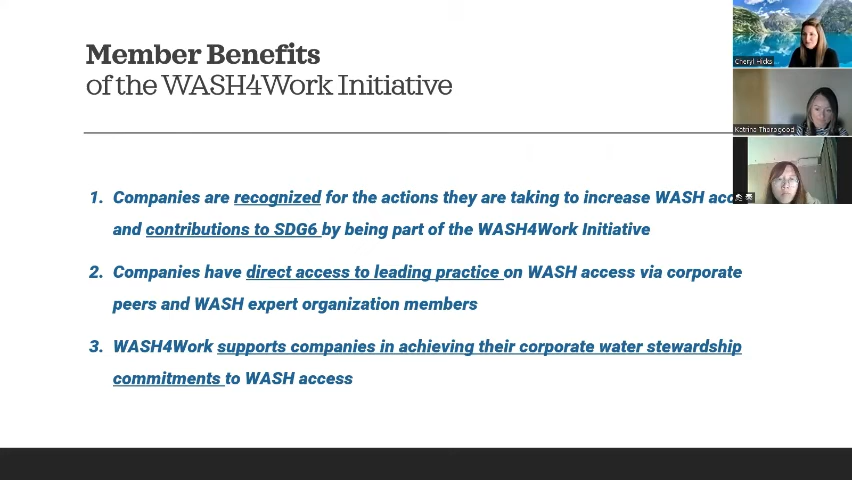 Member Benefits
of the WASH4Work Initiative
Cheryl Hicks
Katrina Thorogood
1. Companies are recognized for the actions they are taking to increase WASH
and contributions to SDG6 by being part of the WASH4Work Initiative
2. Companies have direct access to leading practice on WASH access via corporate
peers and WASH expert organization members
3. WASH4Work supports companies in achieving their corporate water stewardship
commitments to WASH access